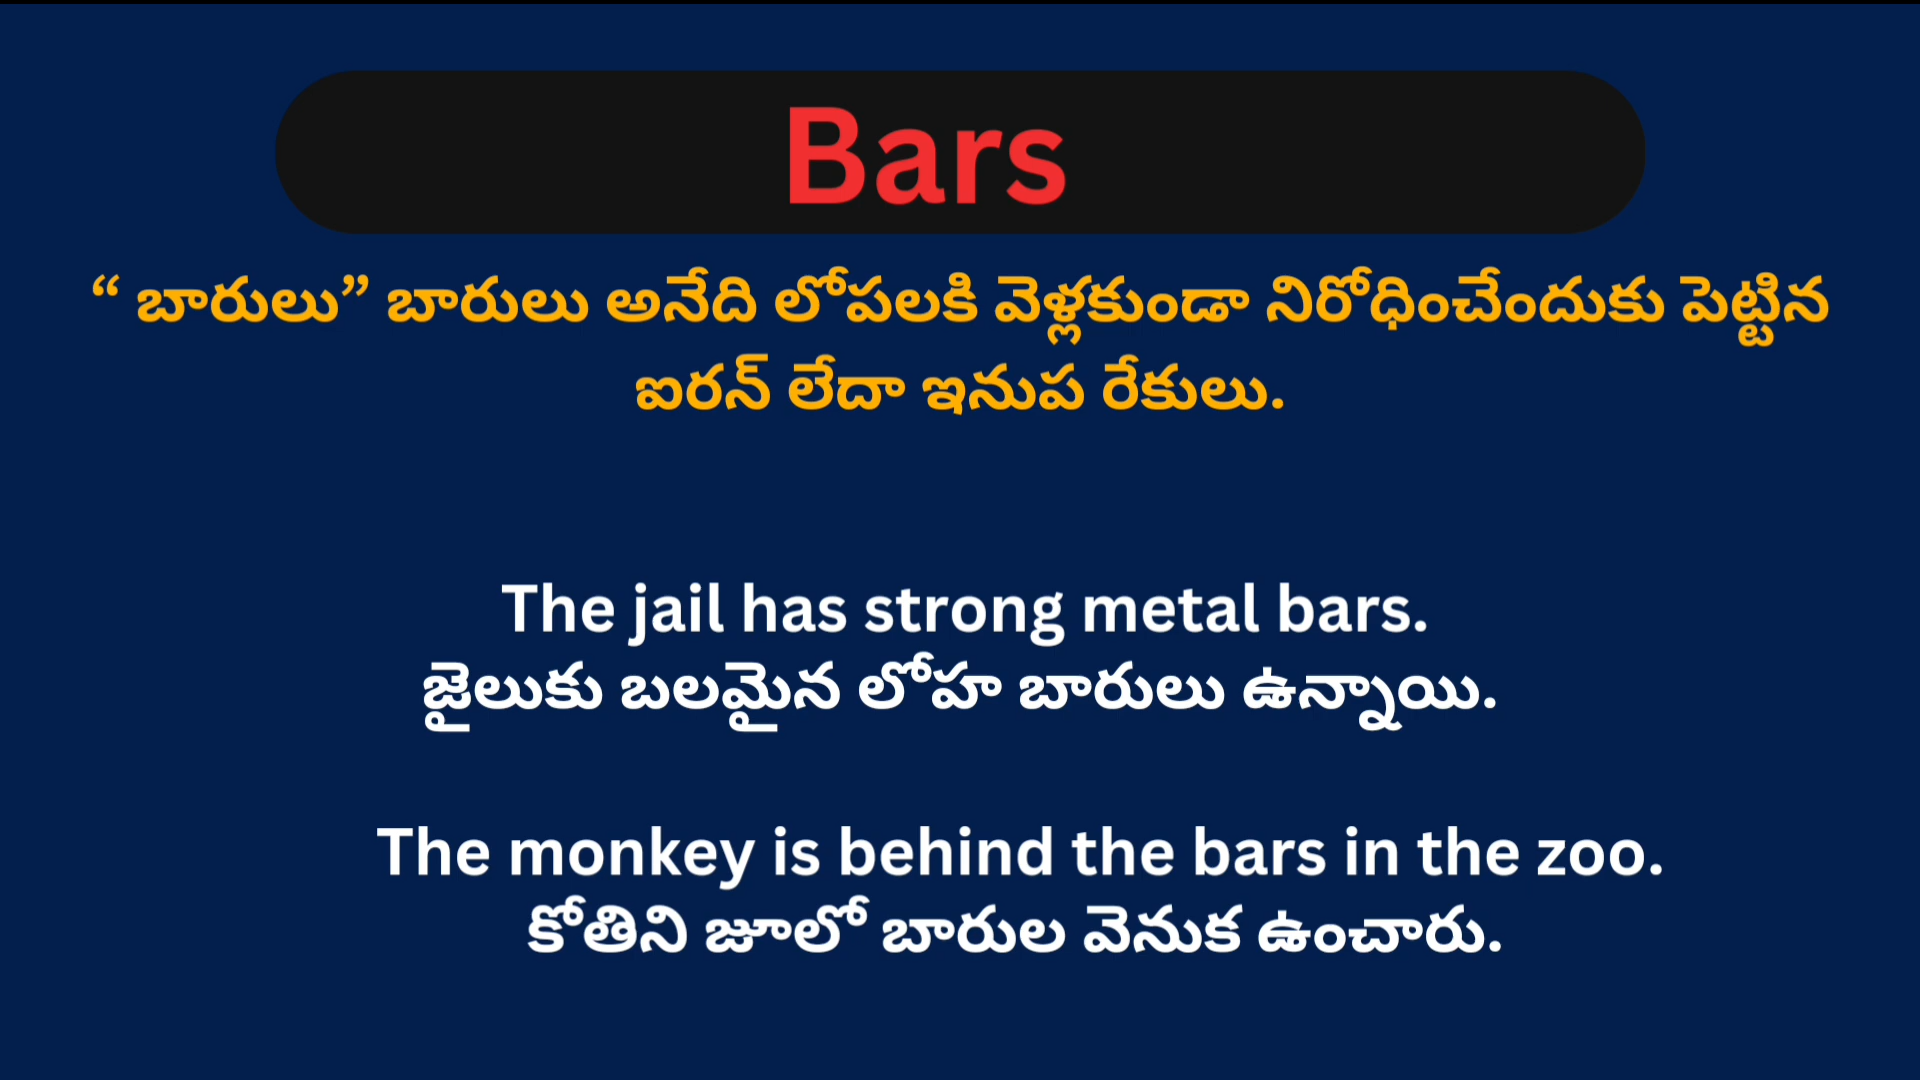 Bars
“ బారులు” బారులు అనేది లోపలకి వెళ్లకుండా నిరోధించేందుకు పెట్టిన
ఐరన్ లేదా ఇనుప రేకులు.
The jail has strong metal bars.
జైలుకు బలమైన లోహ బారులు ఉన్నాయి.
The monkey is behind the bars in the zoo.
కోతిని జూలో బారుల వెనుక ఉంచారు.